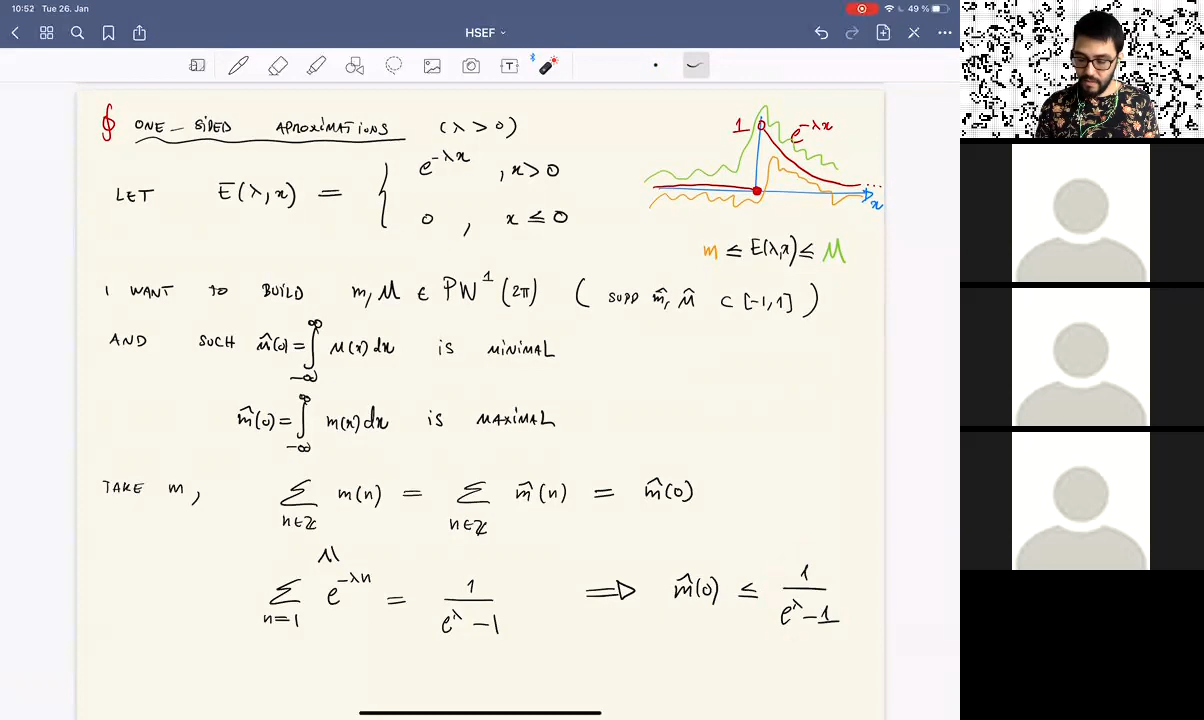 10:52 Tue 26. Jan
49 %
HSEF
∮ ONE-SIDED APROXIMATIONS (λ > 0)
LET E(λ,x) = { e^{-λx} , x > 0
0 , x ≤ 0
1 e^{-λx} ...
x
m ≤ E(λ,x) ≤ M
I WANT TO BUILD m, M ∈ PW^1(2π) ( SUPP m̂, M̂ ⊂ [-1,1] )
AND SUCH M̂(0) = ∫_{-∞}^{∞} M(x) dx IS MINIMAL
m̂(0) = ∫_{-∞}^{∞} m(x) dx IS MAXIMAL
TAKE m, Σ_{n∈ℤ} m(n) = Σ_{n∈ℤ} m̂(n) = m̂(0)
/\\
Σ_{n=1} e^{-λn} = 1/(e^λ - 1) ⟹ m̂(0) ≤ 1/(e^λ - 1)